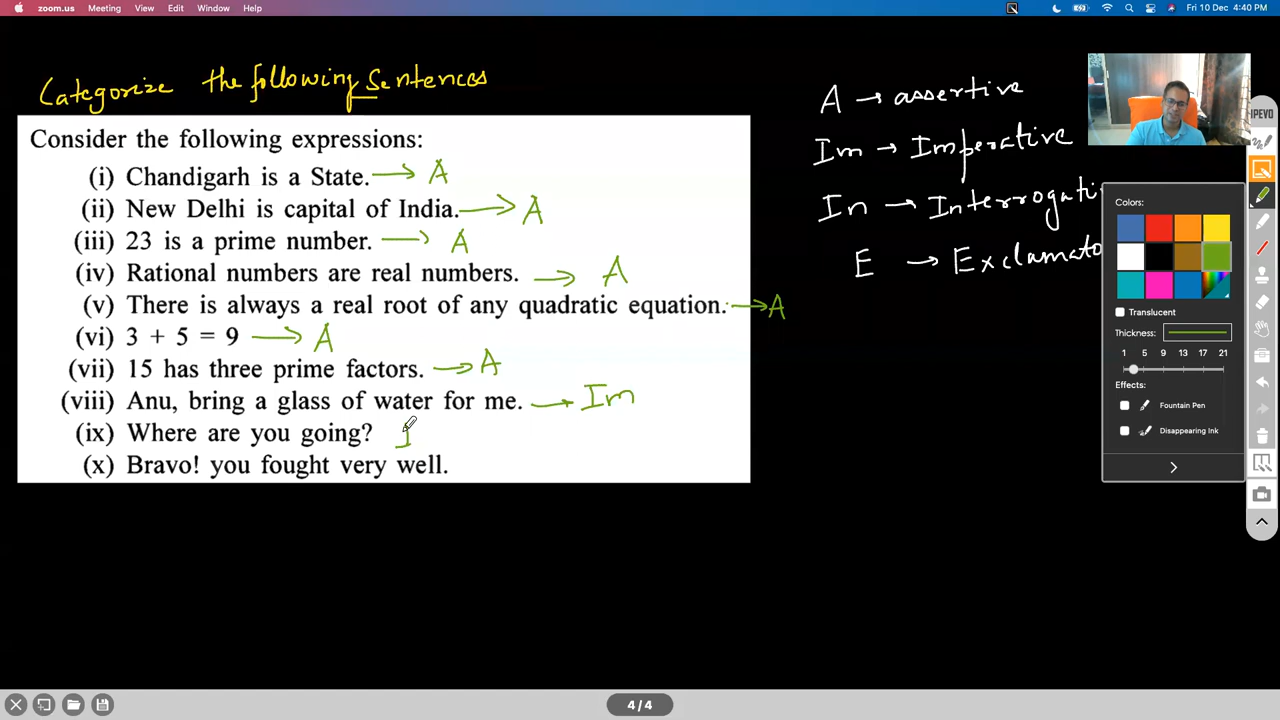 zoom.us Meeting View Edit Window Help Fri 10 Dec 4:40 PM
Categorize the following Sentences
Consider the following expressions:
(i) Chandigarh is a State. → A
(ii) New Delhi is capital of India. → A
(iii) 23 is a prime number. → A
(iv) Rational numbers are real numbers. → A
(v) There is always a real root of any quadratic equation. → A
(vi) 3 + 5 = 9 → A
(vii) 15 has three prime factors. → A
(viii) Anu, bring a glass of water for me. → Im
(ix) Where are you going? I
(x) Bravo! you fought very well.
A → assertive
Im → Imperative
In → Interrogati
E → Exclamato
IPEVO
Colors:
Translucent
Thickness:
1 5 9 13 17 21
Effects:
Fountain Pen
Disappearing Ink
4 / 4